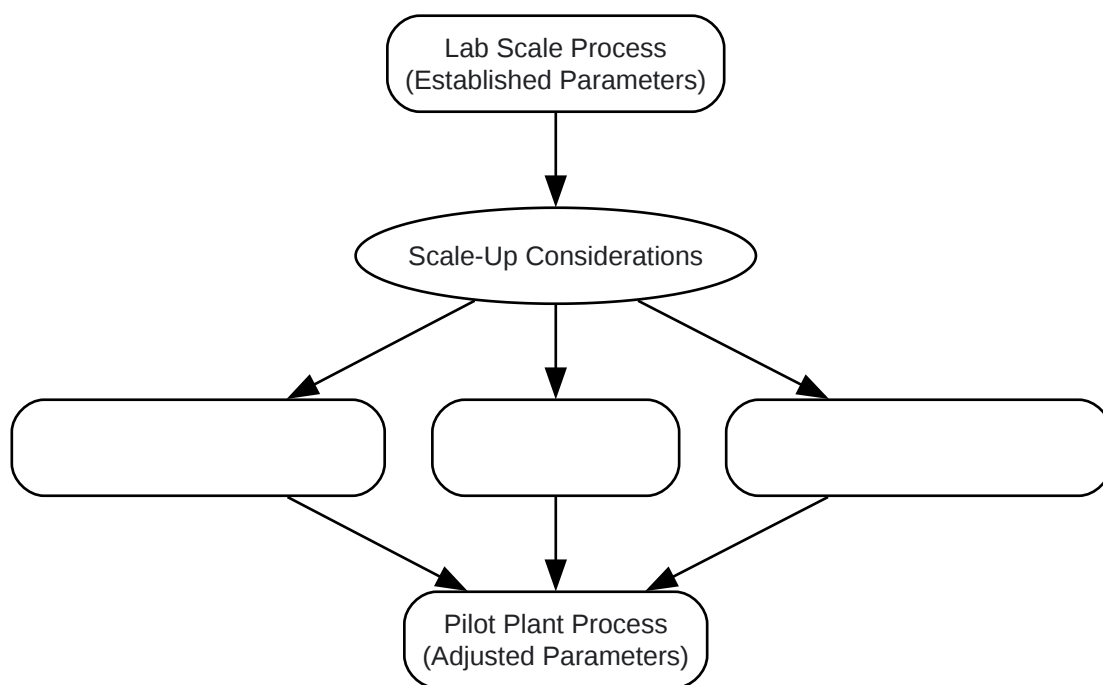 Lab Scale Process
(Established Parameters)
Scale-Up Considerations
Pilot Plant Process
(Adjusted Parameters)